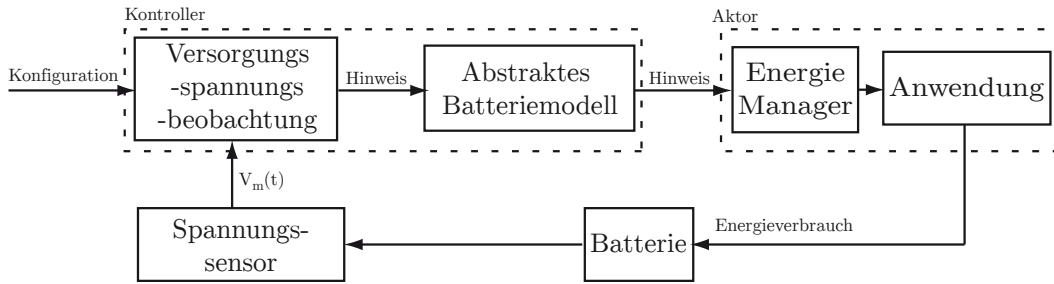 Kontroller
Aktor
Konfiguration
Versorgungs
-spannungs
-beobachtung
Hinweis
Abstraktes
Batteriemodell
Hinweis
Energie
Manager
Anwendung
V_m(t)
Spannungs-
sensor
Batterie
Energieverbrauch